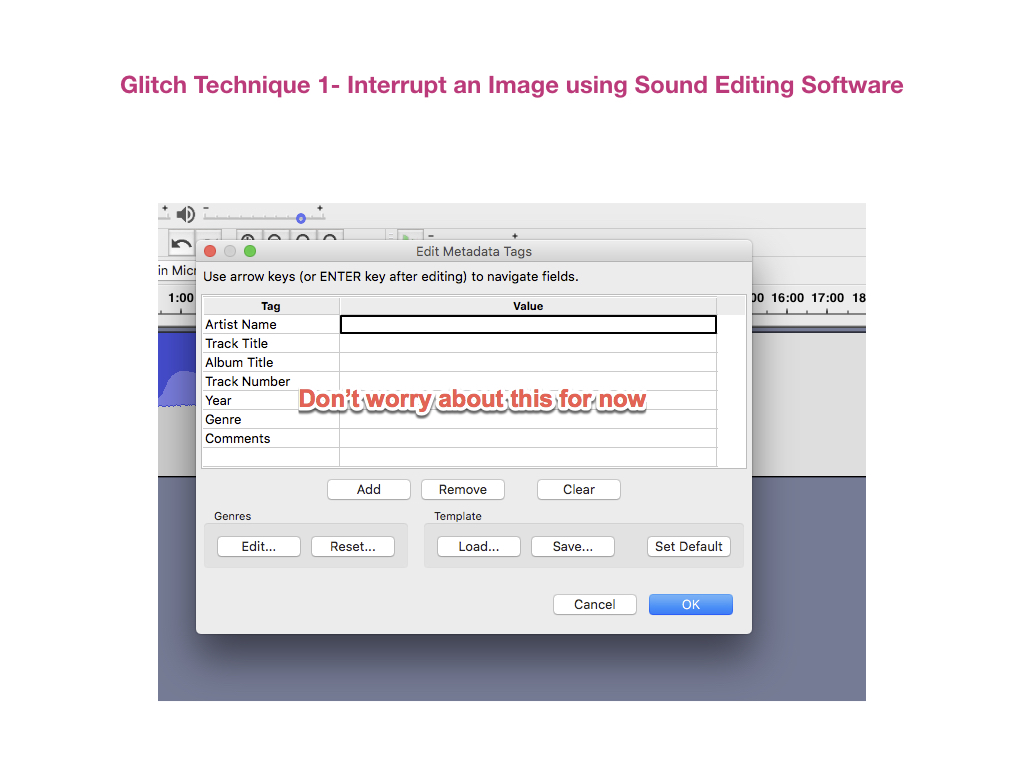 Glitch Technique 1- Interrupt an Image using Sound Editing Software
Edit Metadata Tags
in Micr
Use arrow keys (or ENTER key after editing) to navigate fields.
1:00
Tag Value
00 16:00 17:00 18
Artist Name
Track Title
Album Title
Track Number
Year
Don't worry about this for now
Genre
Comments
Add Remove Clear
Genres Template
Edit... Reset... Load... Save... Set Default
Cancel OK